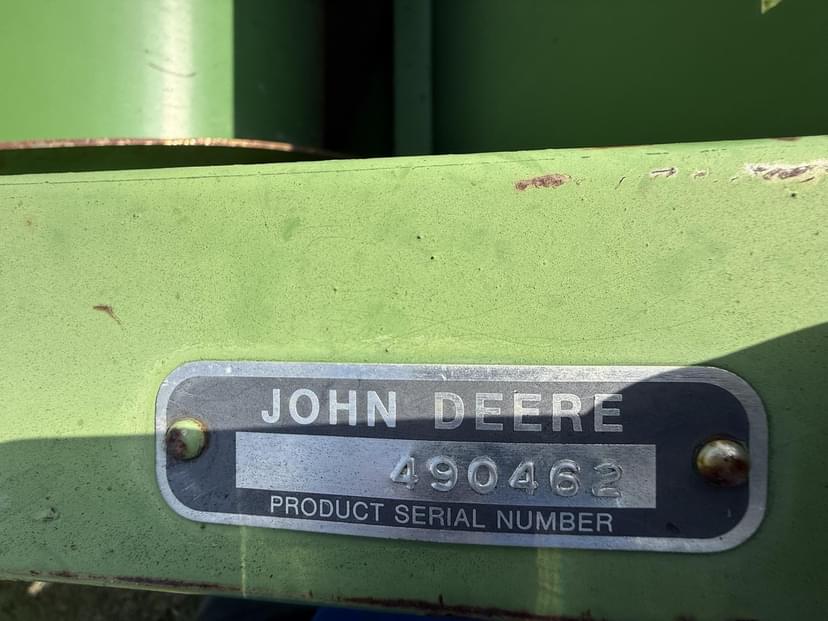 JOHN DEERE
490462
PRODUCT SERIAL NUMBER